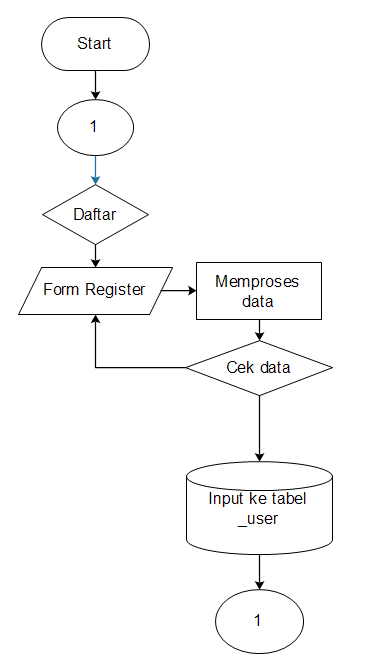 Start
1
Daftar
Form Register
Memproses
data
Cek data
Input ke tabel
_user
1